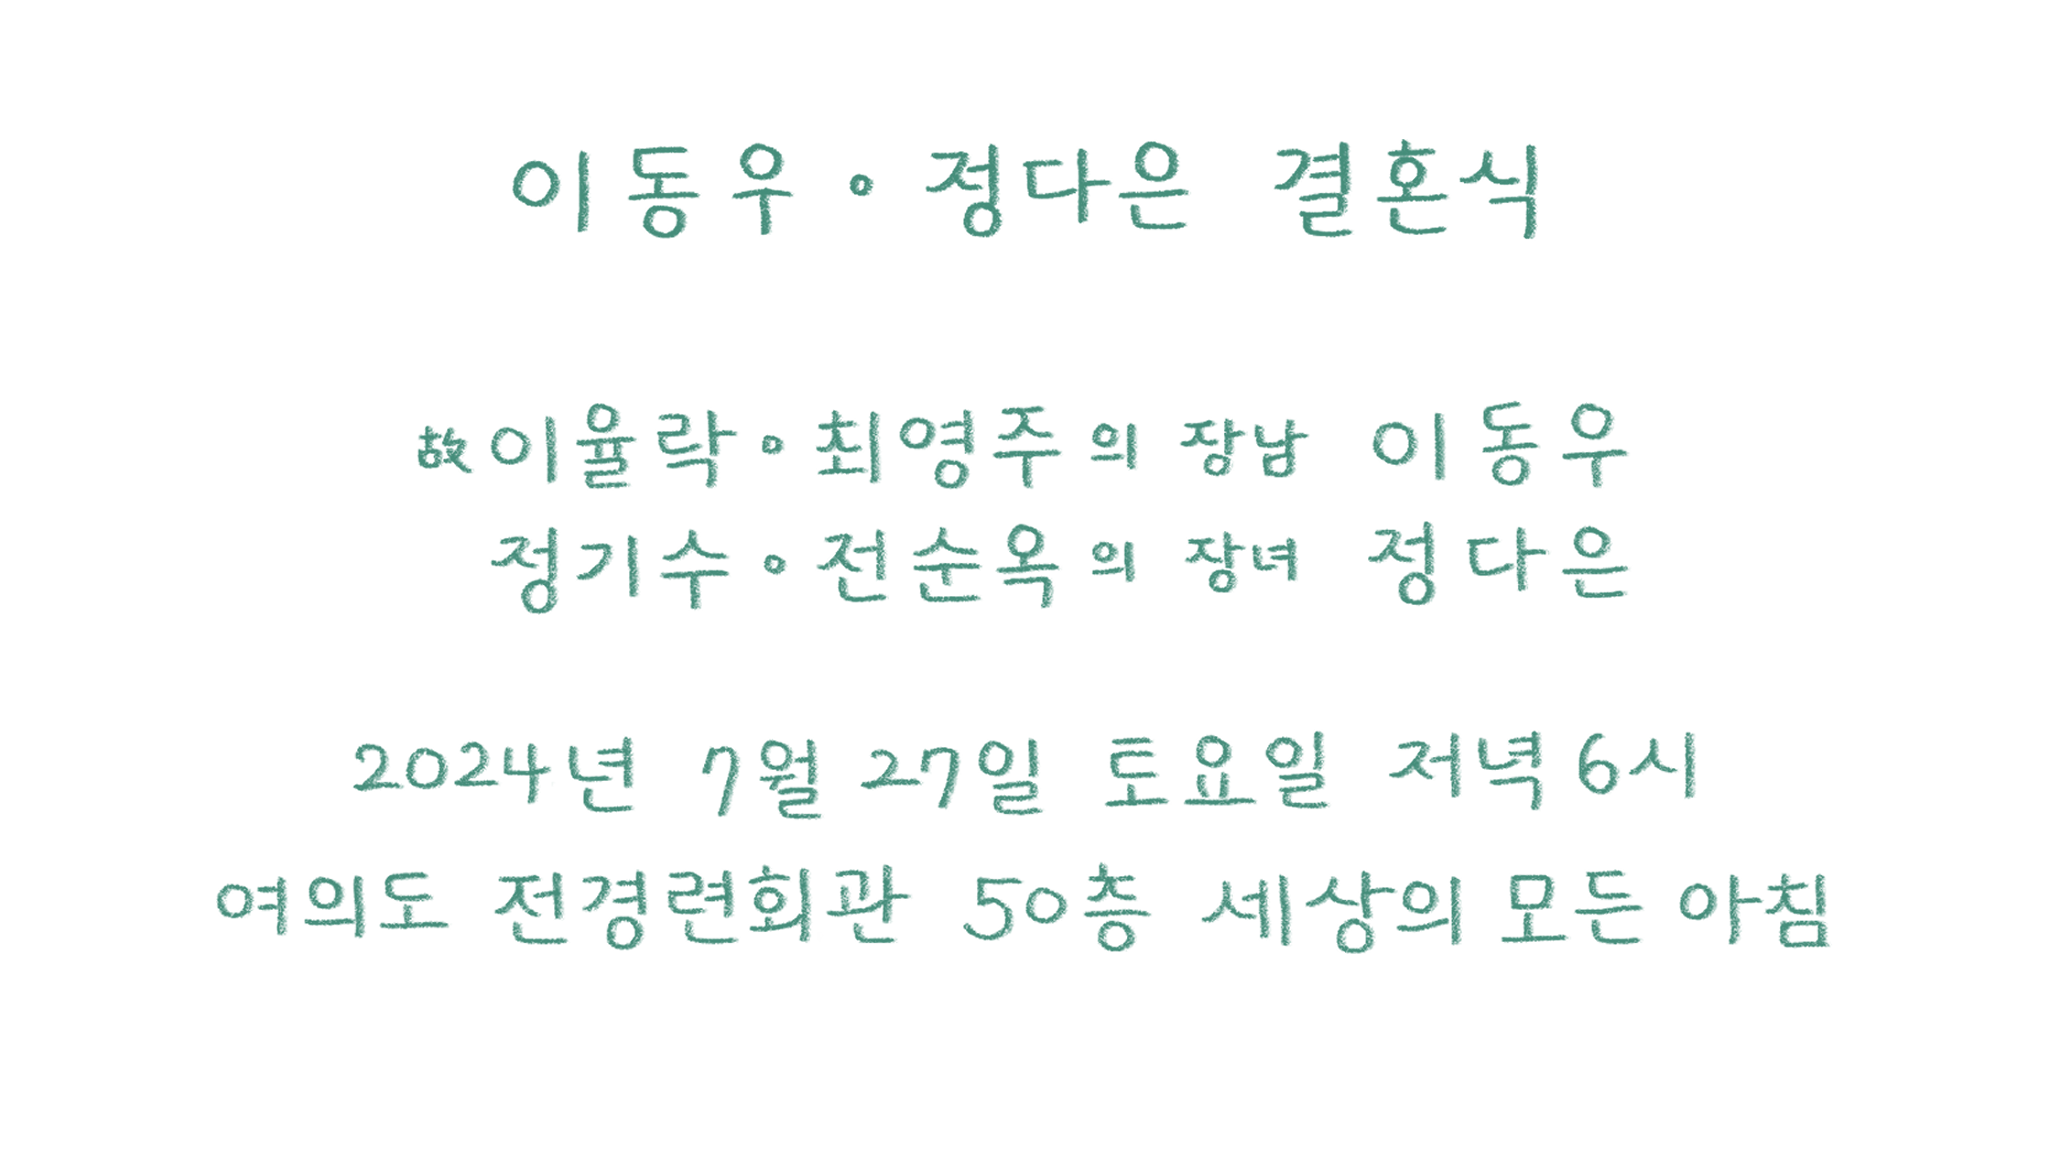 이동우 • 정다은 결혼식
故이율락 • 최영주의 장남 이동우
정기수 • 전순옥의 장녀 정다은
2024년 7월 27일 토요일 저녁 6시
여의도 전경련회관 50층 세상의 모든 아침